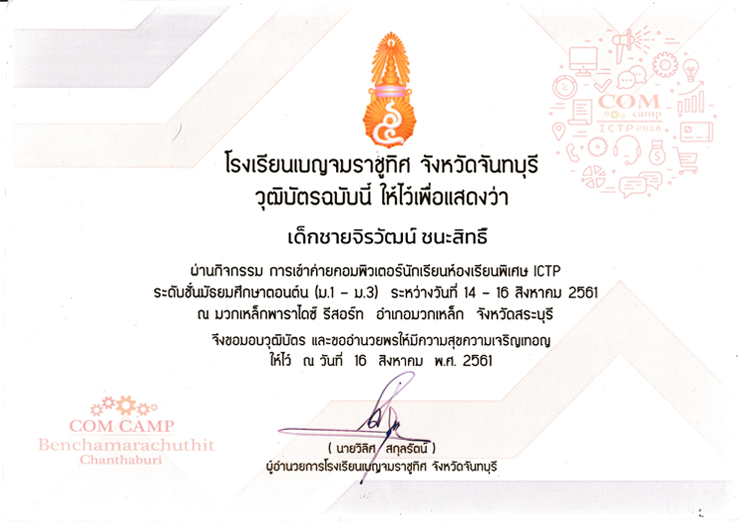 COM
camp
ICTP2018
โรงเรียนเบญจมราชูทิศ จังหวัดจันทบุรี
วุฒิบัตรฉบับนี้ ให้ไว้เพื่อแสดงว่า
เด็กชายจิรวัฒน์ ชนะสิทธิ์
ผ่านกิจกรรม การเข้าค่ายคอมพิวเตอร์นักเรียนห้องเรียนพิเศษ ICTP
ระดับชั้นมัธยมศึกษาตอนต้น (ม.1 – ม.3) ระหว่างวันที่ 14 – 16 สิงหาคม 2561
ณ มวกเหล็กพาราไดซ์ รีสอร์ท อำเภอมวกเหล็ก จังหวัดสระบุรี
จึงขอมอบวุฒิบัตร และขออำนวยพรให้มีความสุขความเจริญเทอญ
ให้ไว้ ณ วันที่ 16 สิงหาคม พ.ศ. 2561
COM CAMP
Benchamarachuthit
Chanthaburi
( นายวิลิศ สกุลรัตน์ )
ผู้อำนวยการโรงเรียนเบญจมราชูทิศ จังหวัดจันทบุรี